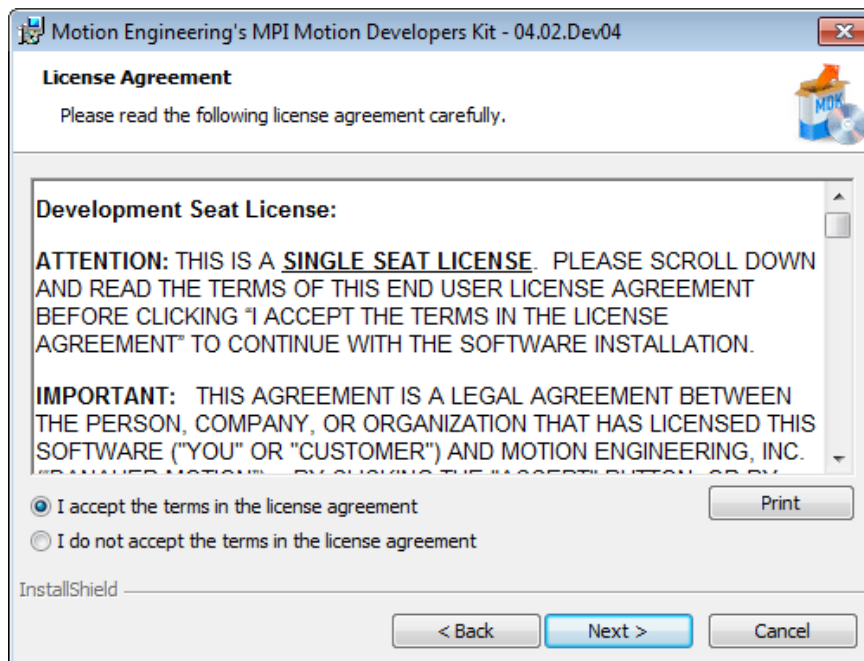 Motion Engineering's MPI Motion Developers Kit - 04.02.Dev04
License Agreement
Please read the following license agreement carefully.
MDK
Development Seat License:
ATTENTION: THIS IS A SINGLE SEAT LICENSE. PLEASE SCROLL DOWN
AND READ THE TERMS OF THIS END USER LICENSE AGREEMENT
BEFORE CLICKING “I ACCEPT THE TERMS IN THE LICENSE
AGREEMENT” TO CONTINUE WITH THE SOFTWARE INSTALLATION.
IMPORTANT: THIS AGREEMENT IS A LEGAL AGREEMENT BETWEEN
THE PERSON, COMPANY, OR ORGANIZATION THAT HAS LICENSED THIS
SOFTWARE ("YOU" OR "CUSTOMER") AND MOTION ENGINEERING, INC.
I accept the terms in the license agreement
Print
I do not accept the terms in the license agreement
InstallShield
< Back
Next >
Cancel